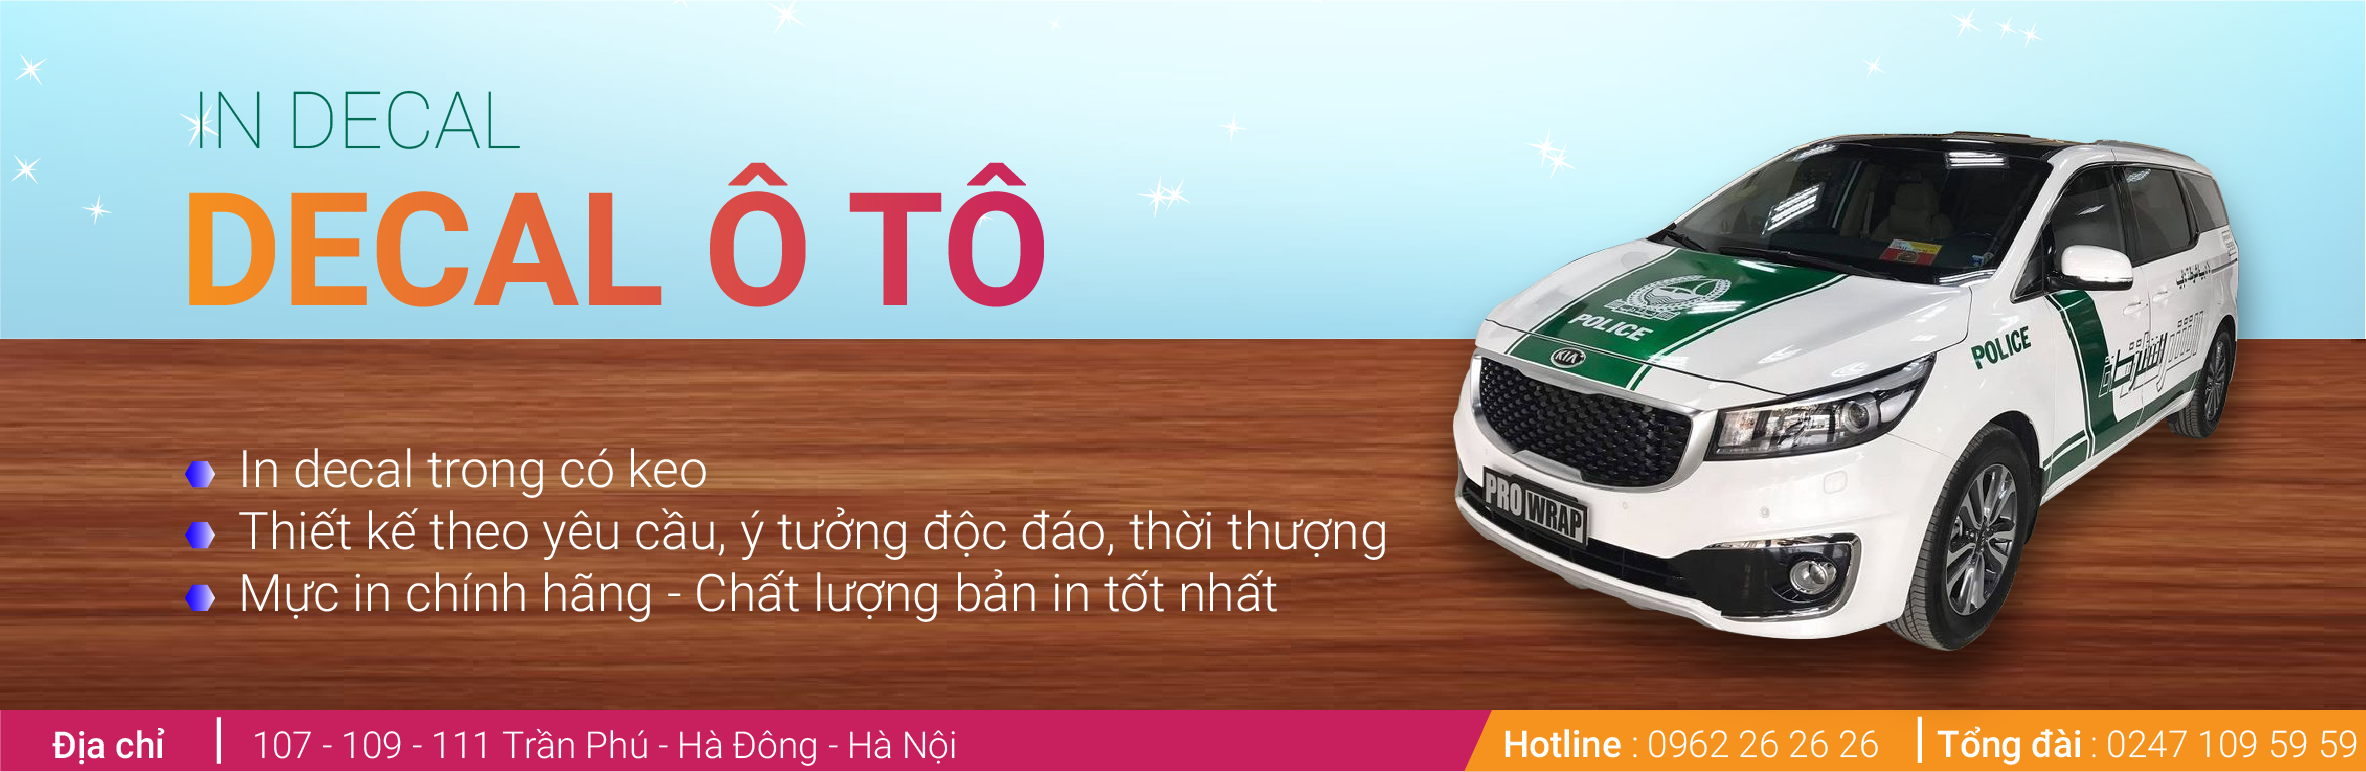 IN DECAL
DECAL Ô TÔ
In decal trong có keo
Thiết kế theo yêu cầu, ý tưởng độc đáo, thời thượng
Mực in chính hãng - Chất lượng bản in tốt nhất
POLICE
KIA
POLICE
PRO WRAP
Địa chỉ | 107 - 109 - 111 Trần Phú - Hà Đông - Hà Nội
Hotline : 0962 26 26 26 | Tổng đài : 0247 109 59 59